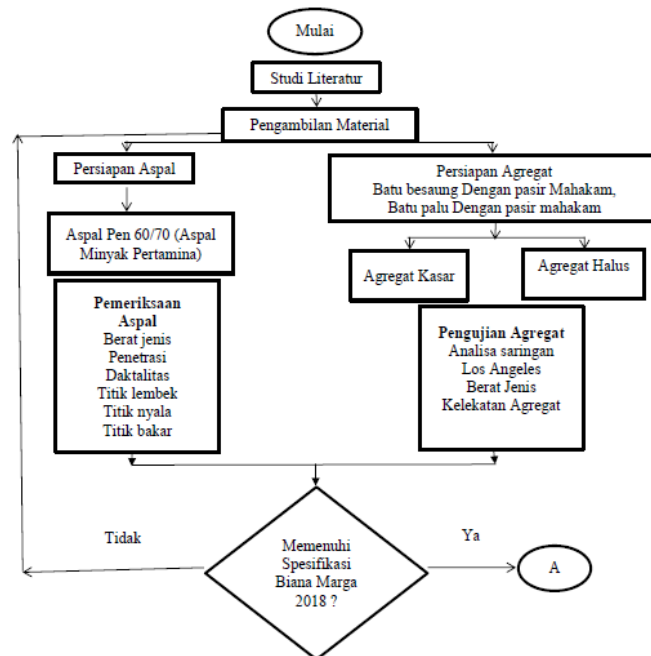 Mulai
Studi Literatur
Pengambilan Material
Persiapan Aspal
Persiapan Agregat
Batu besaung Dengan pasir Mahakam,
Batu palu Dengan pasir mahakam
Aspal Pen 60/70 (Aspal
Minyak Pertamina)
Agregat Kasar
Agregat Halus
Pemeriksaan
Aspal
Berat jenis
Penetrasi
Daktalitas
Titik lembek
Titik nyala
Titik bakar
Pengujian Agregat
Analisa saringan
Los Angeles
Berat Jenis
Kelekatan Agregat
Tidak
Memenuhi
Spesifikasi
Biana Marga
2018 ?
Ya
A